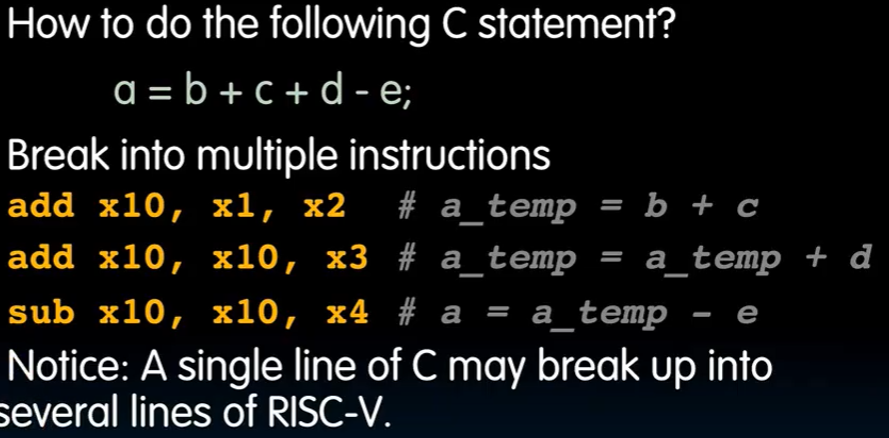 How to do the following C statement?
a = b + c + d - e;
Break into multiple instructions
add x10, x1, x2 # a_temp = b + c
add x10, x10, x3 # a_temp = a_temp + d
sub x10, x10, x4 # a = a_temp - e
Notice: A single line of C may break up into
several lines of RISC-V.